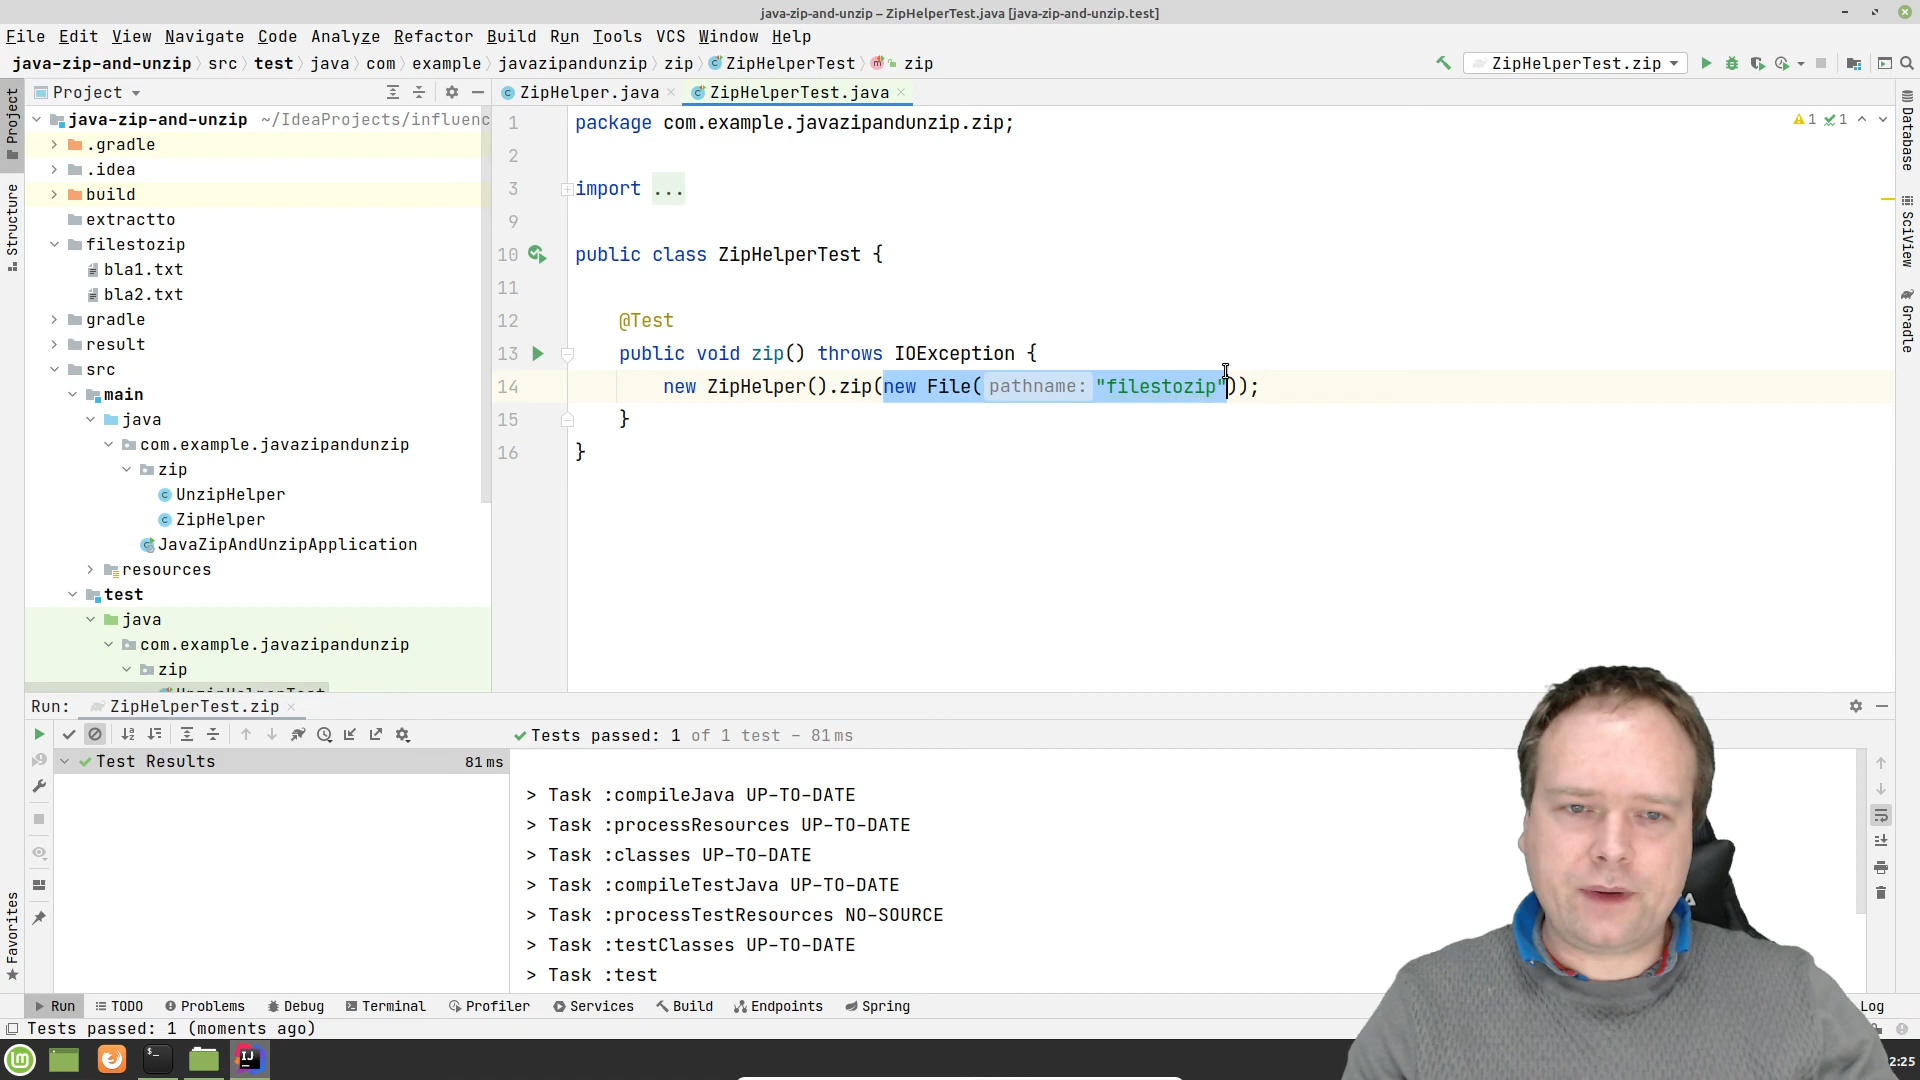 java-zip-and-unzip – ZipHelperTest.java [java-zip-and-unzip.test]
File Edit View Navigate Code Analyze Refactor Build Run Tools VCS Window Help
java-zip-and-unzip src test java com example javazipandunzip zip ZipHelperTest zip
ZipHelperTest.zip
Project
ZipHelper.java
ZipHelperTest.java
Project
Structure
Favorites
java-zip-and-unzip ~/IdeaProjects/influenc
.gradle
.idea
build
extractto
filestozip
bla1.txt
bla2.txt
gradle
result
src
main
java
com.example.javazipandunzip
zip
UnzipHelper
ZipHelper
JavaZipAndUnzipApplication
resources
test
java
com.example.javazipandunzip
zip
UnzipHelperTest
1 package com.example.javazipandunzip.zip;
2
3 import ...
9
10 public class ZipHelperTest {
11
12 @Test
13 public void zip() throws IOException {
14 new ZipHelper().zip(new File( pathname: "filestozip"));
15 }
16 }
1 1
Database
SciView
Gradle
Run: ZipHelperTest.zip
Tests passed: 1 of 1 test – 81ms
Test Results 81 ms
> Task :compileJava UP-TO-DATE
> Task :processResources UP-TO-DATE
> Task :classes UP-TO-DATE
> Task :compileTestJava UP-TO-DATE
> Task :processTestResources NO-SOURCE
> Task :testClasses UP-TO-DATE
> Task :test
Run TODO Problems Debug Terminal Profiler Services Build Endpoints Spring
Log
Tests passed: 1 (moments ago)
2:25